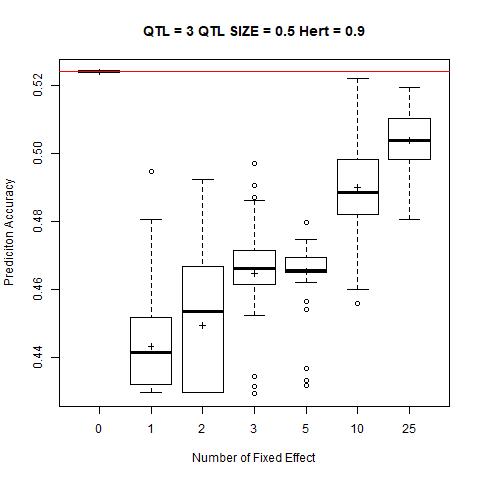 QTL = 3 QTL SIZE = 0.5 Hert = 0.9
Prediciton Accuracy
0.52
0.50
0.48
0.46
0.44
0 1 2 3 5 10 25
Number of Fixed Effect